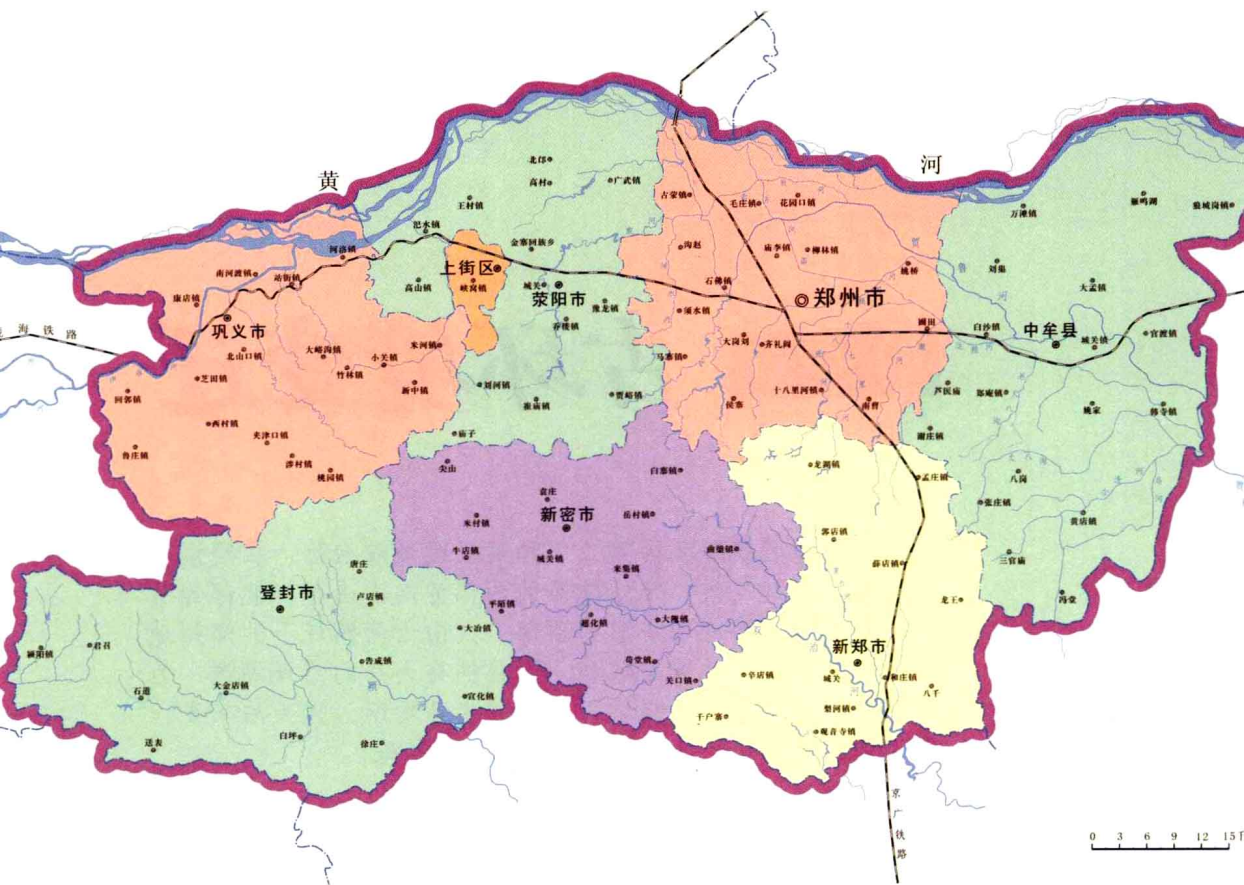 黄
河
北邙
高村
广武镇
王村镇
汜水镇
金寨回族乡
河洛镇
上街区
峡窝镇
高山镇
城关
荥阳市
豫龙镇
乔楼镇
刘河镇
崔庙镇
贾峪镇
庙子
古荥镇
毛庄镇
花园口镇
沟赵
庙李镇
柳林镇
姚桥
石佛镇
郑州市
须水镇
大岗刘
齐礼阎
圃田
马寨镇
侯寨
十八里河镇
南曹
万滩镇
雁鸣湖
狼城岗镇
刘集
大孟镇
白沙镇
中牟县
城关镇
官渡镇
芦医庙
郑庵镇
姚家
韩寺镇
谢庄镇
八岗
张庄镇
黄店镇
三官庙
冯堂
南河渡镇
站街镇
康店镇
巩义市
北山口镇
大峪沟镇
小关镇
米河镇
竹林镇
新中镇
芝田镇
回郭镇
西村镇
夹津口镇
鲁庄镇
涉村镇
桃园镇
海铁路
尖山
白寨镇
袁庄
米村镇
新密市
岳村镇
牛店镇
城关镇
曲梁镇
来集镇
平陌镇
超化镇
大隗镇
苟堂镇
关口镇
龙湖镇
孟庄镇
郭店镇
薛店镇
龙王
新郑市
辛店镇
城关
和庄镇
八千
梨河镇
千户寨
观音寺镇
唐庄
登封市
卢店镇
大冶镇
君召
颍阳镇
告成镇
石道
大金店镇
宣化镇
送表
白坪
徐庄
京广铁路
0 3 6 9 12 15